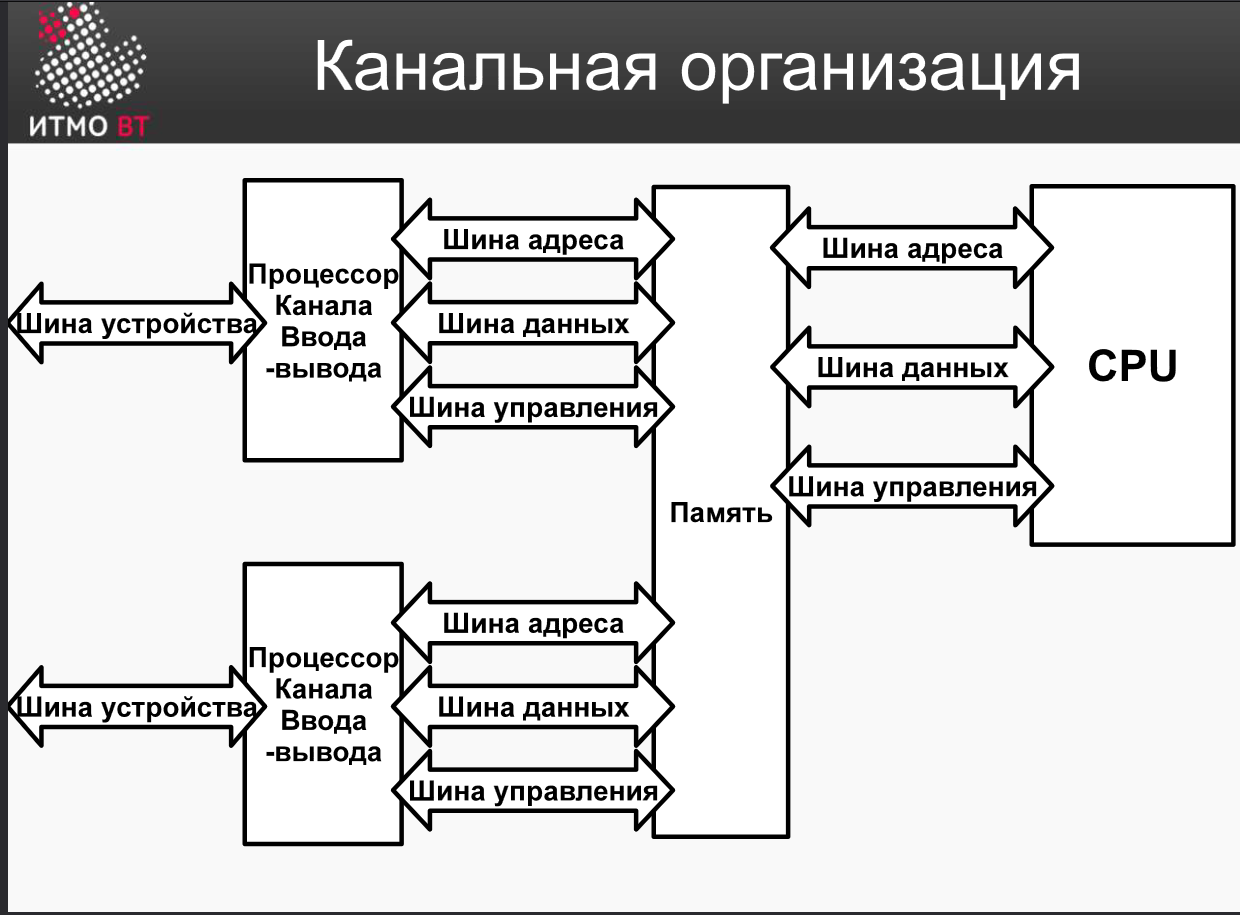 ИТМО ВТ
Канальная организация
Шина устройства
Процессор
Канала
Ввода
-вывода
Шина адреса
Шина данных
Шина управления
Шина устройства
Процессор
Канала
Ввода
-вывода
Шина адреса
Шина данных
Шина управления
Память
Шина адреса
Шина данных
Шина управления
CPU